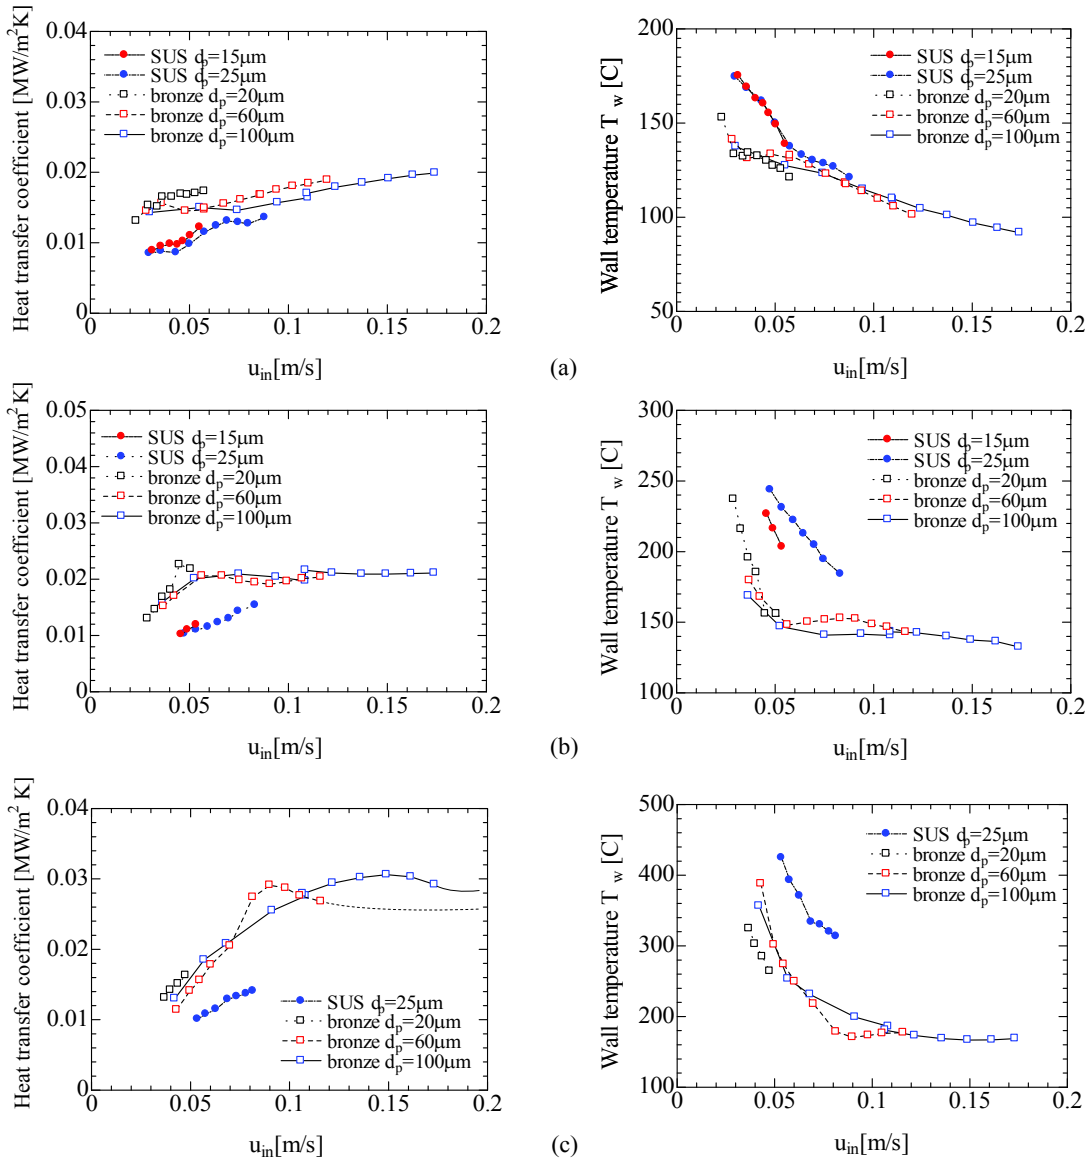 Heat transfer coefficient [MW/m²K]
0.04
0.03
0.02
0.01
0
SUS dₚ=15μm
SUS dₚ=25μm
bronze dₚ=20μm
bronze dₚ=60μm
bronze dₚ=100μm
0 0.05 0.1 0.15 0.2
uᵢₙ[m/s]
Wall temperature T w [C]
200
150
100
50
SUS dₚ=15μm
SUS dₚ=25μm
bronze dₚ=20μm
bronze dₚ=60μm
bronze dₚ=100μm
0 0.05 0.1 0.15 0.2
uᵢₙ[m/s]
(a)
Heat transfer coefficient [MW/m² K]
0.05
0.04
0.03
0.02
0.01
0
SUS dₚ=15μm
SUS dₚ=25μm
bronze dₚ=20μm
bronze dₚ=60μm
bronze dₚ=100μm
0 0.05 0.1 0.15 0.2
uᵢₙ[m/s]
Wall temperature T w [C]
300
250
200
150
100
SUS dₚ=15μm
SUS dₚ=25μm
bronze dₚ=20μm
bronze dₚ=60μm
bronze dₚ=100μm
0 0.05 0.1 0.15 0.2
uᵢₙ[m/s]
(b)
Heat transfer coefficient [MW/m² K]
0.04
0.03
0.02
0.01
0
SUS dₚ=25μm
bronze dₚ=20μm
bronze dₚ=60μm
bronze dₚ=100μm
0 0.05 0.1 0.15 0.2
uᵢₙ[m/s]
Wall temperature T w [C]
500
400
300
200
100
SUS dₚ=25μm
bronze dₚ=20μm
bronze dₚ=60μm
bronze dₚ=100μm
0 0.05 0.1 0.15 0.2
uᵢₙ[m/s]
(c)